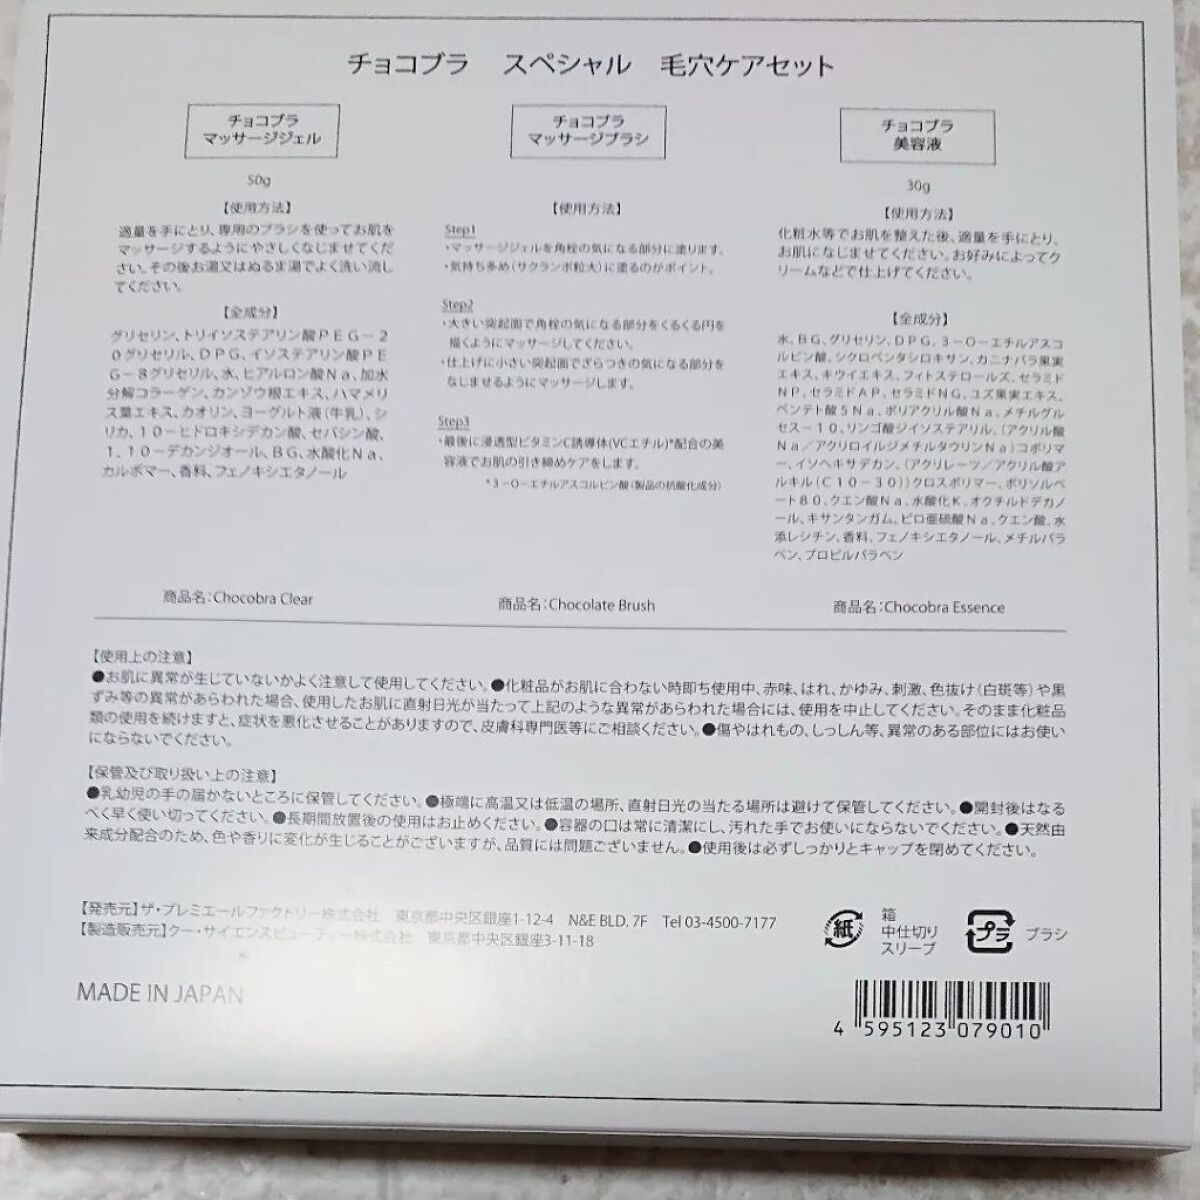 チョコブラ　スペシャル　毛穴ケアセット
チョコブラ
マッサージジェル
50g
【使用方法】
適量を手にとり、専用のブラシを使ってお肌を
マッサージするようにやさしくなじませてくだ
さい。その後お湯又はぬるま湯でよく洗い流し
てください。
【全成分】
グリセリン、トリイソステアリン酸ＰＥＧ－２
０グリセリル、ＤＰＧ、イソステアリン酸ＰＥ
Ｇ－８グリセリル、水、ヒアルロン酸Ｎａ、加水
分解コラーゲン、カンゾウ根エキス、ハマメリ
ス葉エキス、カオリン、ヨーグルト液（牛乳）、シ
リカ、１０－ヒドロキシデカン酸、セバシン酸、
１，１０－デカンジオール、ＢＧ、水酸化Ｎａ、
カルボマー、香料、フェノキシエタノール
商品名：Chocobra Clear
チョコブラ
マッサージブラシ
【使用方法】
Step1
・マッサージジェルを角栓の気になる部分に塗ります。
・気持ち多め（サクランボ粒大）に塗るのがポイント。
Step2
・大きい突起面で角栓の気になる部分をくるくる円を
描くようにマッサージしてください。
・仕上げに小さい突起面でざらつきの気になる部分を
なじませるようにマッサージします。
Step3
・最後に浸透型ビタミンC誘導体（VCエチル）*配合の美
容液でお肌の引き締めケアをします。
*３－Ｏ－エチルアスコルビン酸（製品の抗酸化成分）
商品名：Chocolate Brush
チョコブラ
美容液
30g
【使用方法】
化粧水等でお肌を整えた後、適量を手にとり、
お肌になじませてください。お好みによってク
リームなどで仕上げてください。
【全成分】
水、ＢＧ、グリセリン、ＤＰＧ、３－Ｏ－エチルアスコ
ルビン酸、シクロペンタシロキサン、カニナバラ果実
エキス、キウイエキス、フィトステロールズ、セラミド
ＮＰ、セラミドＡＰ、セラミドＮＧ、ユズ果実エキス、
ペンテト酸５Ｎａ、ポリアクリル酸Ｎａ、メチルグル
セス－１０、リンゴ酸ジイソステアリル、（アクリル酸
Ｎａ／アクリロイルジメチルタウリンＮａ）コポリマ
ー、イソヘキサデカン、（アクリレーツ／アクリル酸ア
ルキル（Ｃ１０－３０））クロスポリマー、ポリソルベ
ート８０、クエン酸Ｎａ、水酸化Ｋ、オクチルドデカノ
ール、キサンタンガム、ピロ亜硫酸Ｎａ、クエン酸、水
添レシチン、香料、フェノキシエタノール、メチルパラ
ベン、プロピルパラベン
商品名：Chocobra Essence
【使用上の注意】
●お肌に異常が生じていないかよく注意して使用してください。●化粧品がお肌に合わない時即ち使用中、赤味、はれ、かゆみ、刺激、色抜け（白斑等）や黒
ずみ等の異常があらわれた場合、使用したお肌に直射日光が当たって上記のような異常があらわれた場合には、使用を中止してください。そのまま化粧品
類の使用を続けますと、症状を悪化させることがありますので、皮膚科専門医等にご相談ください。●傷やはれもの、しっしん等、異常のある部位にはお使い
にならないでください。
【保管及び取り扱い上の注意】
●乳幼児の手の届かないところに保管してください。●極端に高温又は低温の場所、直射日光の当たる場所は避けて保管してください。●開封後はなる
べく早く使い切ってください。●長期間放置後の使用はお止めください。●容器の口は常に清潔にし、汚れた手でお使いにならないでください。●天然由
来成分配合のため、色や香りに変化が生じることがございますが、品質には問題ございません。●使用後は必ずしっかりとキャップを閉めてください。
【発売元】ザ・プレミエールファクトリー株式会社　東京都中央区銀座1-12-4　N&E BLD. 7F　Tel 03-4500-7177
【製造販売元】クー・サイエンスビューティー株式会社　東京都中央区銀座3-11-18
MADE IN JAPAN
紙
箱
中仕切り
スリーブ
プラ
ブラシ
4 595123 079010